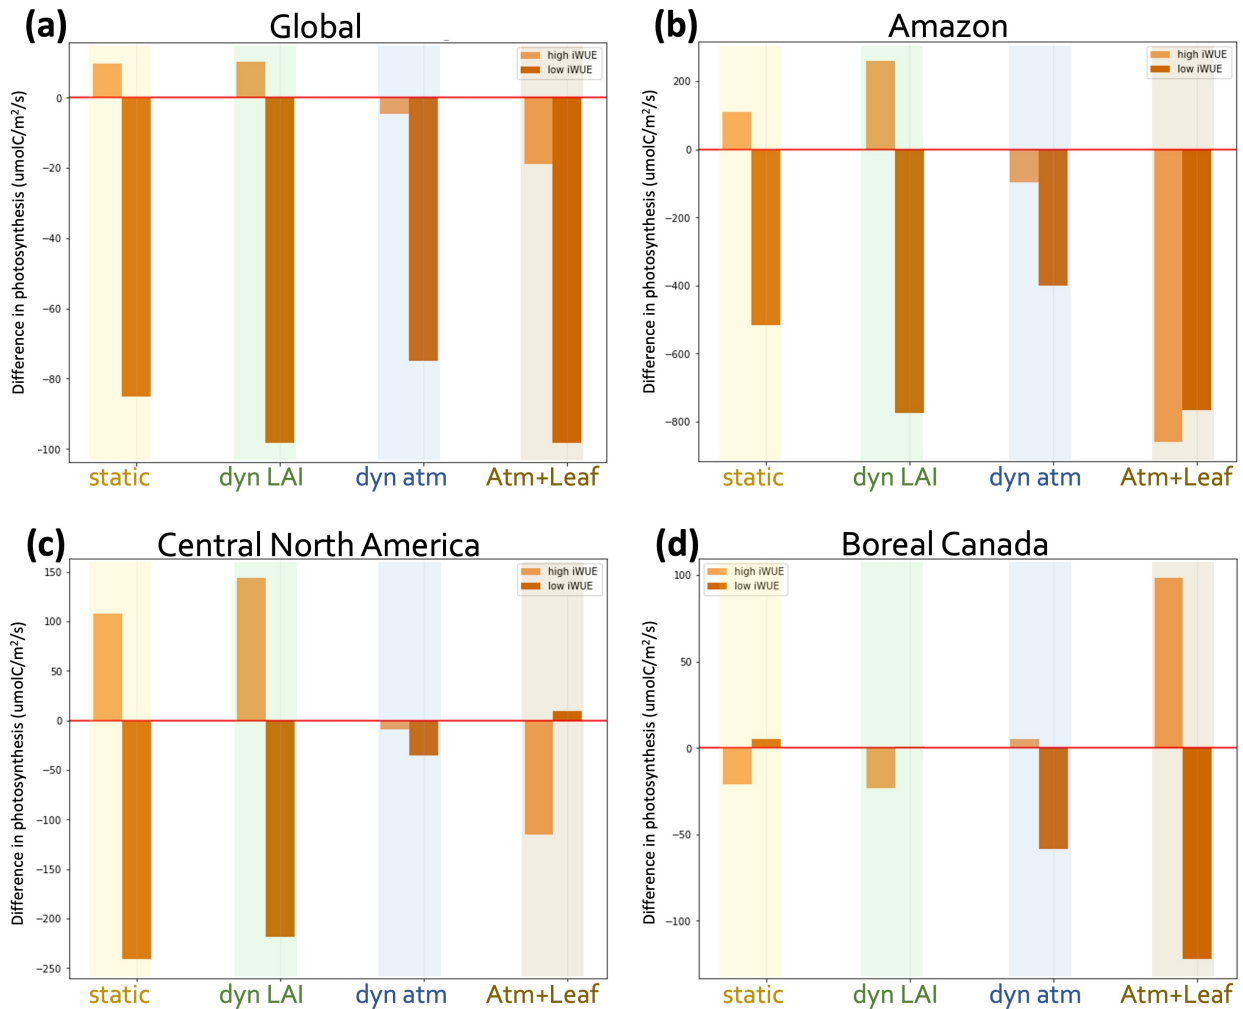 (a) Global
high iWUE
low iWUE
Difference in photosynthesis (umolC/m²/s)
0
−20
−40
−60
−80
−100
static dyn LAI dyn atm Atm+Leaf
(b) Amazon
high iWUE
low iWUE
Difference in photosynthesis (umolC/m²/s)
200
0
−200
−400
−600
−800
static dyn LAI dyn atm Atm+Leaf
(c) Central North America
high iWUE
low iWUE
Difference in photosynthesis (umolC/m²/s)
150
100
50
0
−50
−100
−150
−200
−250
static dyn LAI dyn atm Atm+Leaf
(d) Boreal Canada
high iWUE
low iWUE
Difference in photosynthesis (umolC/m²/s)
100
50
0
−50
−100
static dyn LAI dyn atm Atm+Leaf